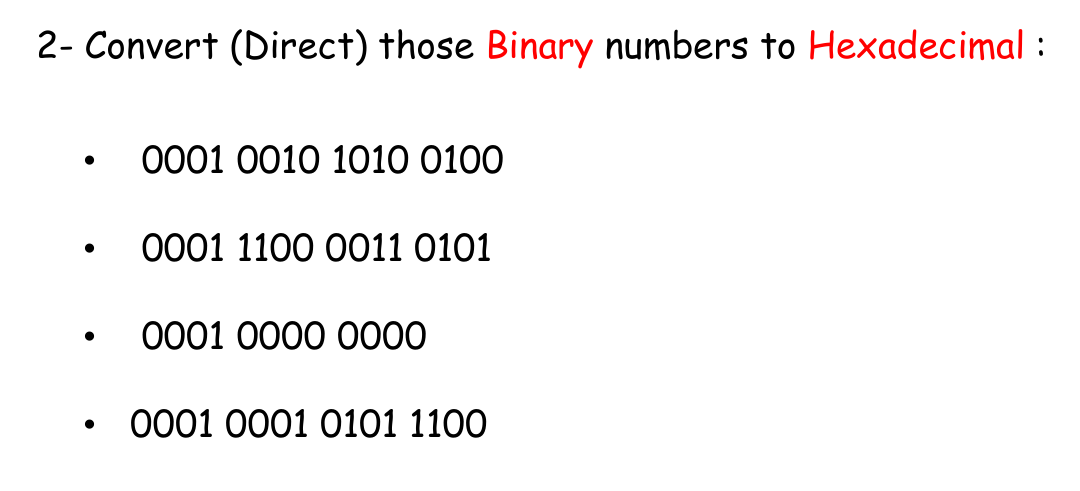 2- Convert (Direct) those Binary numbers to Hexadecimal :
• 0001 0010 1010 0100
• 0001 1100 0011 0101
• 0001 0000 0000
• 0001 0001 0101 1100